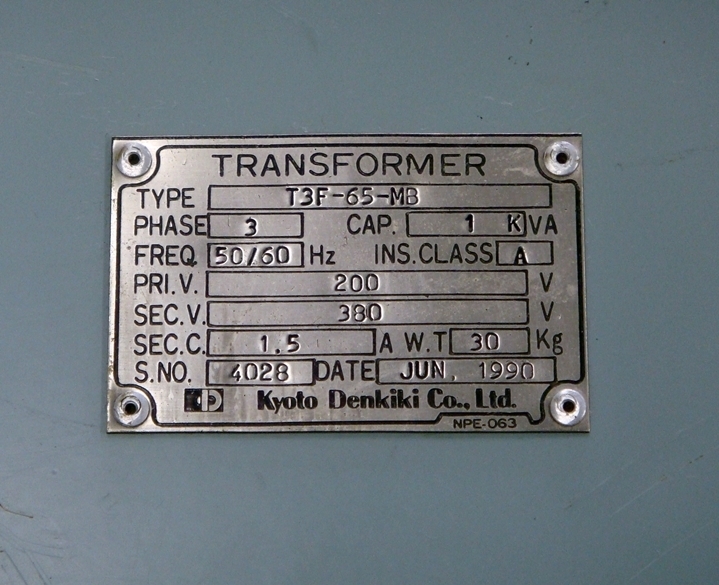 TRANSFORMER
TYPE T3F-65-MB
PHASE 3 CAP. 1 KVA
FREQ. 50/60 Hz INS.CLASS A
PRI.V. 200 V
SEC.V. 380 V
SEC.C. 1.5 A W.T 30 Kg
S.NO. 4028 DATE JUN, 1990
Kyoto Denkiki Co., Ltd.
NPE-063